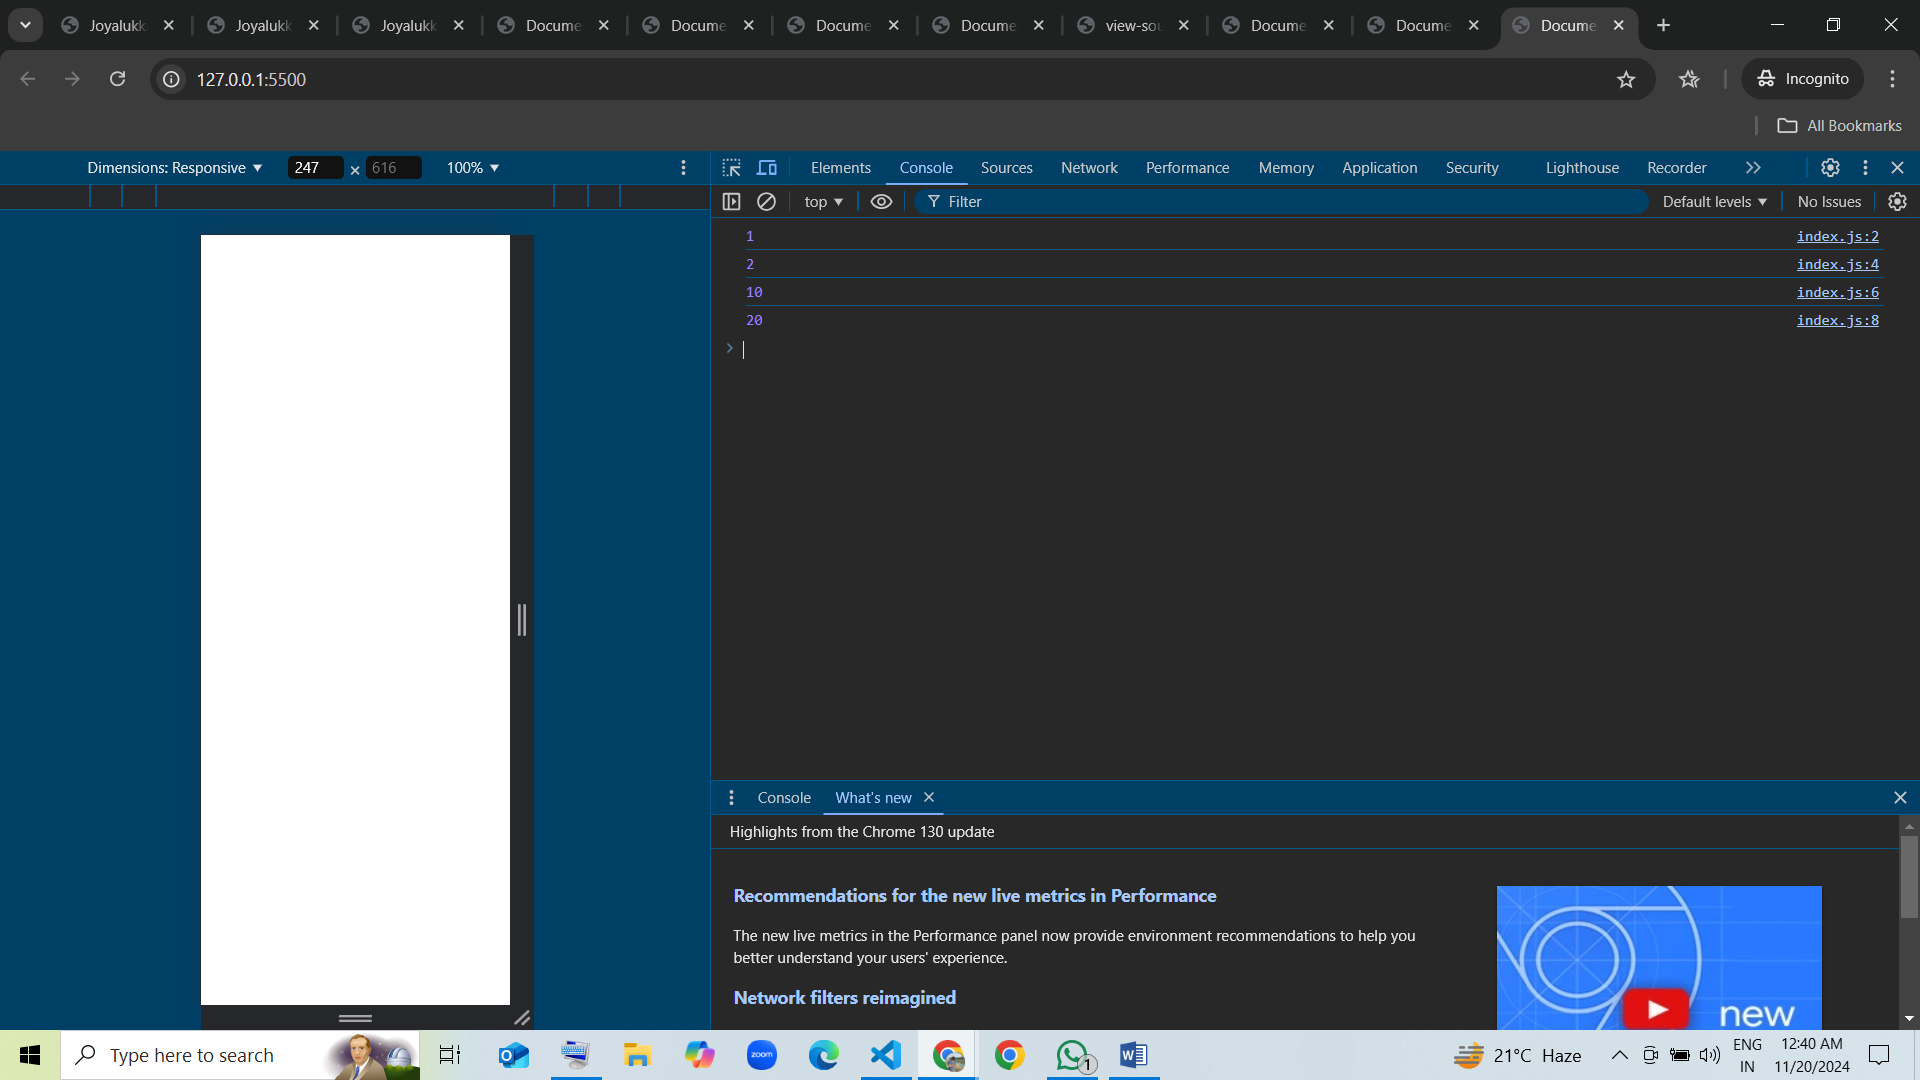 Joyalukk
Joyalukk
Joyalukk
Docume
Docume
Docume
Docume
view-sou
Docume
Docume
Docume
127.0.0.1:5500
Incognito
All Bookmarks
Dimensions: Responsive 247 × 616 100%
Elements Console Sources Network Performance Memory Application Security Lighthouse Recorder
top Filter Default levels No Issues
1 index.js:2
2 index.js:4
10 index.js:6
20 index.js:8
Console What's new
Highlights from the Chrome 130 update
Recommendations for the new live metrics in Performance
The new live metrics in the Performance panel now provide environment recommendations to help you
better understand your users' experience.
Network filters reimagined
new
Type here to search
zoom
1
21°C Haze
ENG
IN
12:40 AM
11/20/2024